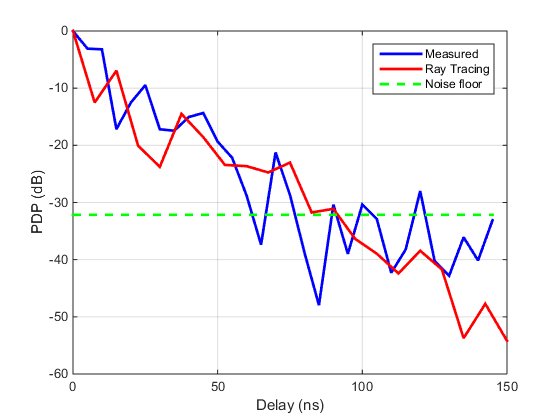 0
-10
-20
-30
-40
-50
-60
PDP (dB)
0
50
100
150
Delay (ns)
Measured
Ray Tracing
Noise floor